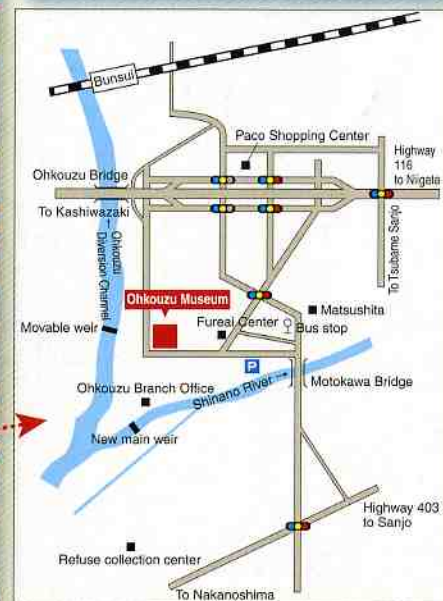 Bunsui
Paco Shopping Center
Highway
116
to Niigata
Ohkouzu Bridge
To Kashiwazaki
Ohkouzu
Diversion Channel
To Tsubame Sanjo
Ohkouzu Museum
Matsushita
Fureai Center
Bus stop
Movable weir
P
Motokawa Bridge
Shinano River
Ohkouzu Branch Office
New main weir
Highway 403
to Sanjo
Refuse collection center
To Nakanoshima